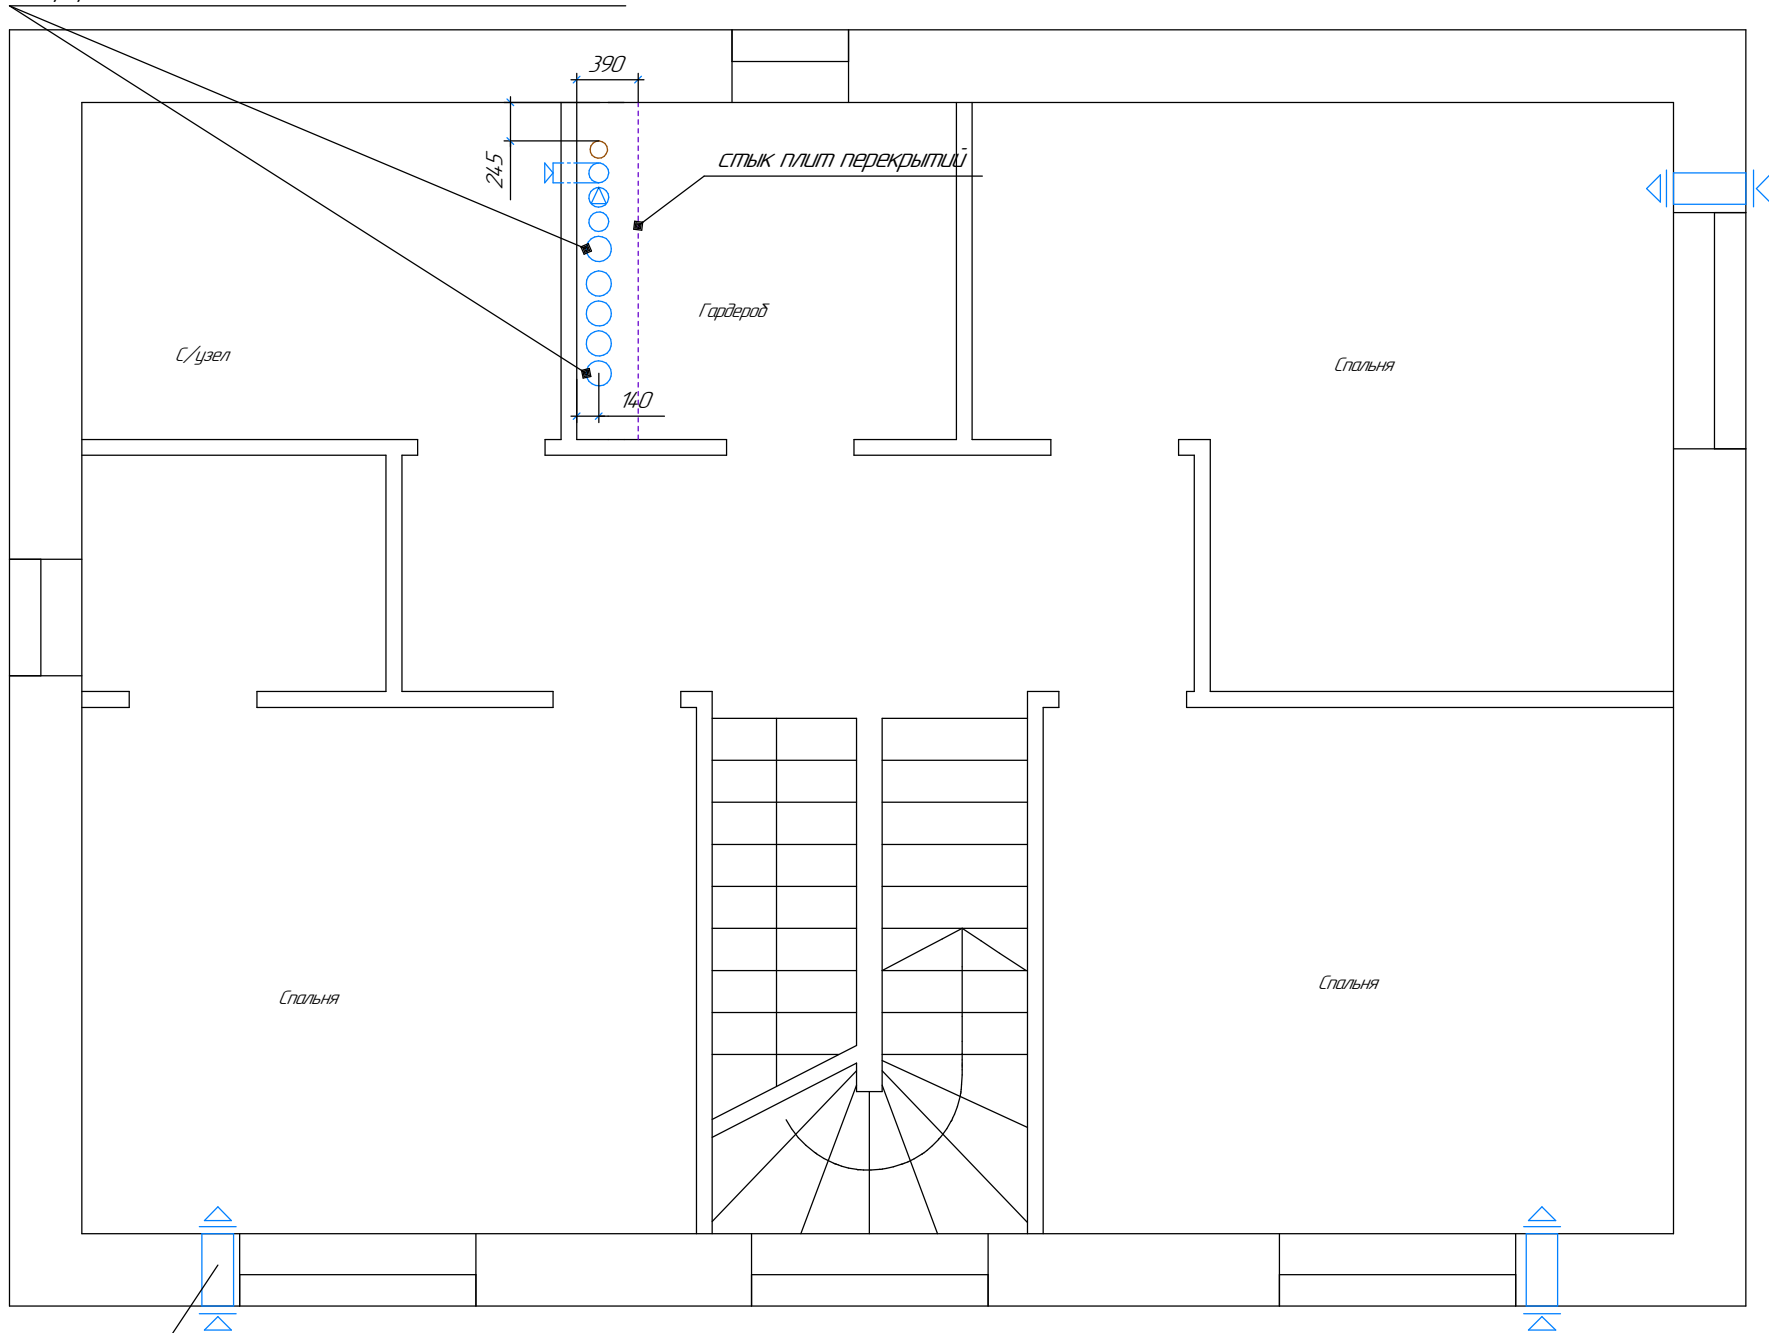 390
245
стык плит перекрытий
Гардероб
С/узел
Спальня
140
Спальня
Спальня